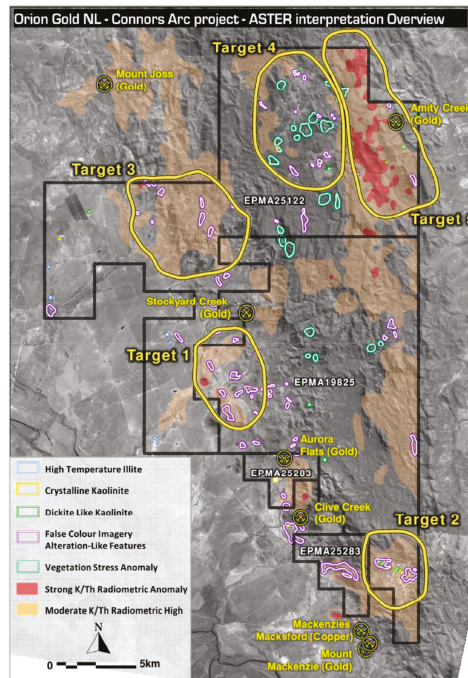 Orion Gold NL - Connors Arc project - ASTER interpretation Overview
Target 4
Mount Joss
(Gold)
Amity Creek
(Gold)
Target 3
EPMA25122
Target
Stockyard Creek
(Gold)
Target 1
EPMA19825
Aurora
Flats (Gold)
EPMA25203
Clive Creek
(Gold)
Target 2
EPMA25283
Mackenzies
Macksford (Copper)
Mount
Mackenzie (Gold)
High Temperature Illite
Crystalline Kaolinite
Dickite Like Kaolinite
False Colour Imagery
Alteration-Like Features
Vegetation Stress Anomaly
Strong K/Th Radiometric Anomaly
Moderate K/Th Radiometric High
N
0 5km